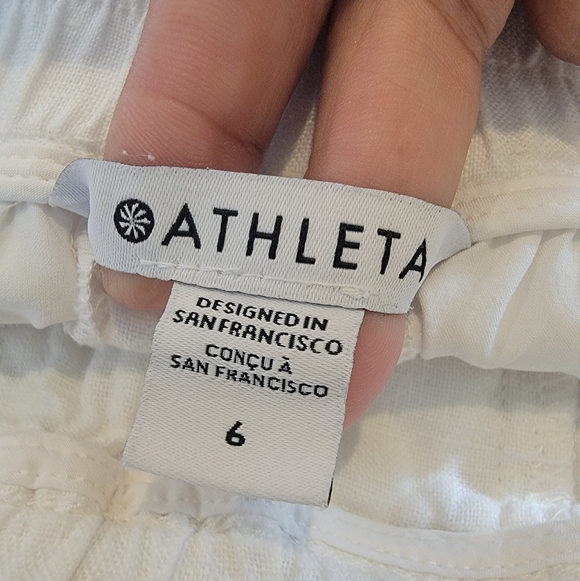 ATHLETA
DESIGNED IN
SAN FRANCISCO
CONÇU À
SAN FRANCISCO
6